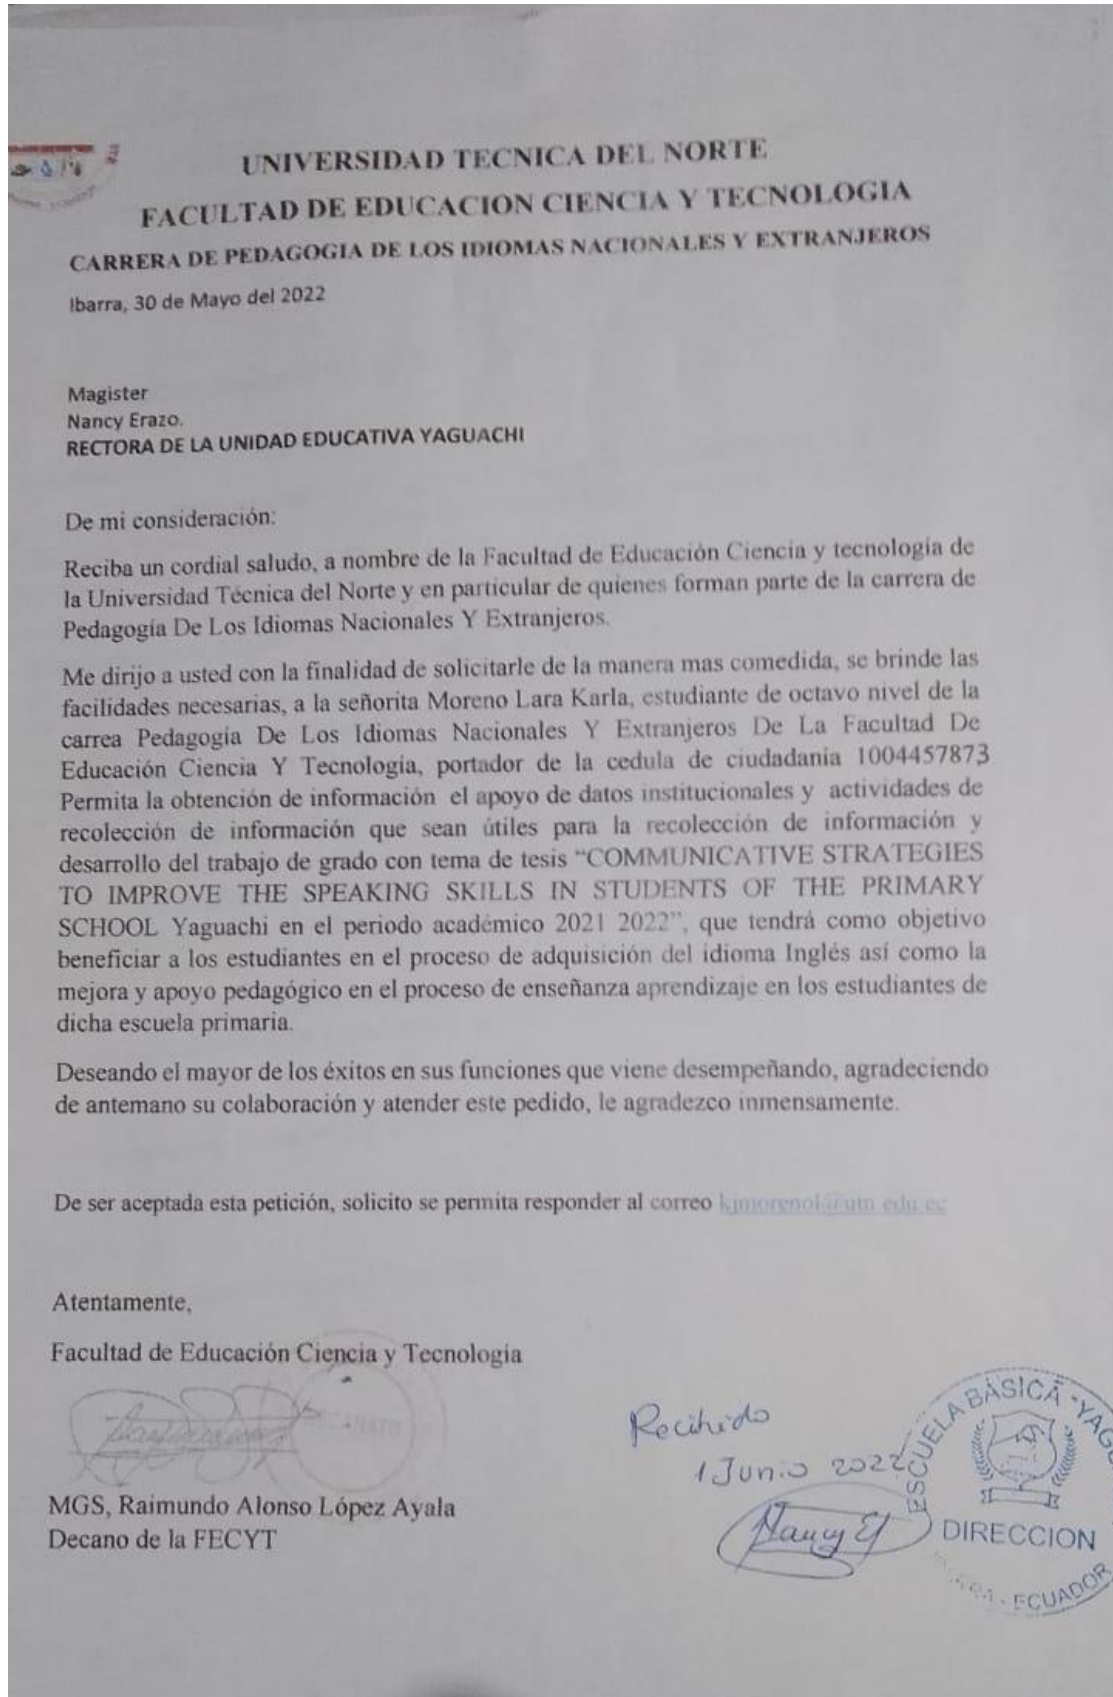 UNIVERSIDAD TECNICA DEL NORTE
FACULTAD DE EDUCACION CIENCIA Y TECNOLOGIA
CARRERA DE PEDAGOGIA DE LOS IDIOMAS NACIONALES Y EXTRANJEROS
Ibarra, 30 de Mayo del 2022
Magister
Nancy Erazo.
RECTORA DE LA UNIDAD EDUCATIVA YAGUACHI
De mi consideración:
Reciba un cordial saludo, a nombre de la Facultad de Educación Ciencia y tecnología de
la Universidad Técnica del Norte y en particular de quienes forman parte de la carrera de
Pedagogía De Los Idiomas Nacionales Y Extranjeros.
Me dirijo a usted con la finalidad de solicitarle de la manera mas comedida, se brinde las
facilidades necesarias, a la señorita Moreno Lara Karla, estudiante de octavo nivel de la
carrea Pedagogía De Los Idiomas Nacionales Y Extranjeros De La Facultad De
Educación Ciencia Y Tecnología, portador de la cedula de ciudadanía 1004457873
Permita la obtención de información el apoyo de datos institucionales y actividades de
recolección de información que sean útiles para la recolección de información y
desarrollo del trabajo de grado con tema de tesis “COMMUNICATIVE STRATEGIES
TO IMPROVE THE SPEAKING SKILLS IN STUDENTS OF THE PRIMARY
SCHOOL Yaguachi en el periodo académico 2021 2022”, que tendrá como objetivo
beneficiar a los estudiantes en el proceso de adquisición del idioma Inglés así como la
mejora y apoyo pedagógico en el proceso de enseñanza aprendizaje en los estudiantes de
dicha escuela primaria.
Deseando el mayor de los éxitos en sus funciones que viene desempeñando, agradeciendo
de antemano su colaboración y atender este pedido, le agradezco inmensamente.
De ser aceptada esta petición, solicito se permita responder al correo kjmorenol@utn.edu.ec
Atentamente,
Facultad de Educación Ciencia y Tecnología
MGS, Raimundo Alonso López Ayala
Decano de la FECYT
Recibido
1 Junio 2022
Nancy E
ESCUELA BÁSICA
DIRECCION
ECUADOR